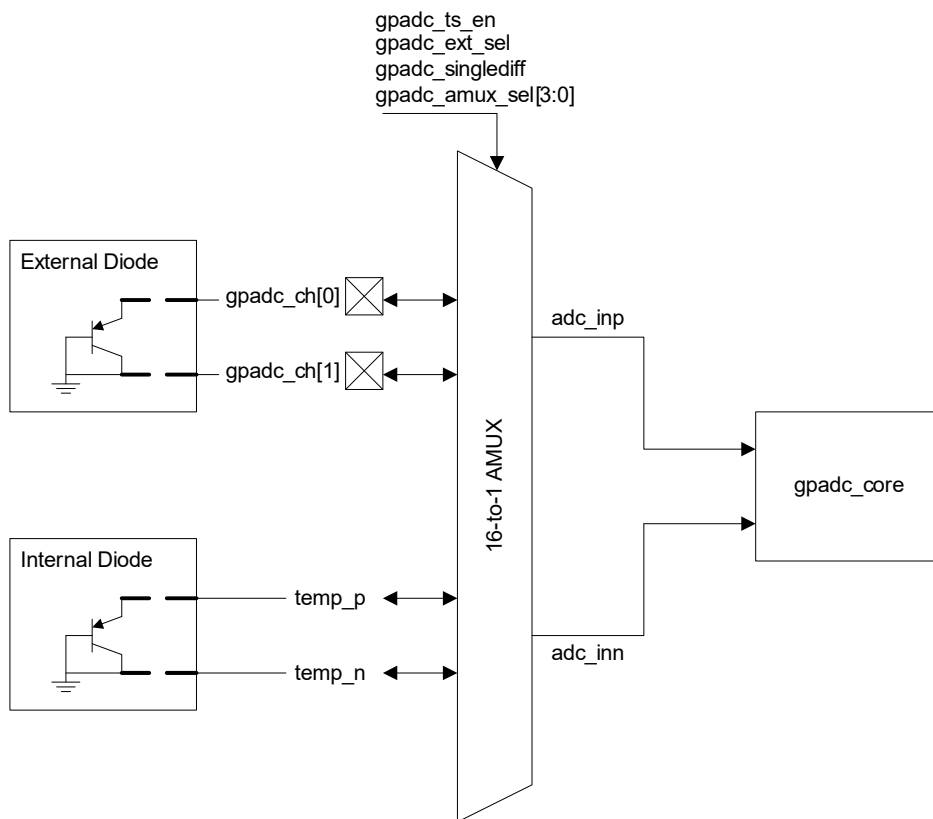 gpadc_ts_en
gpadc_ext_sel
gpadc_singlediff
gpadc_amux_sel[3:0]
External Diode
gpadc_ch[0]
gpadc_ch[1]
16-to-1 AMUX
adc_inp
gpadc_core
Internal Diode
temp_p
temp_n
adc_inn